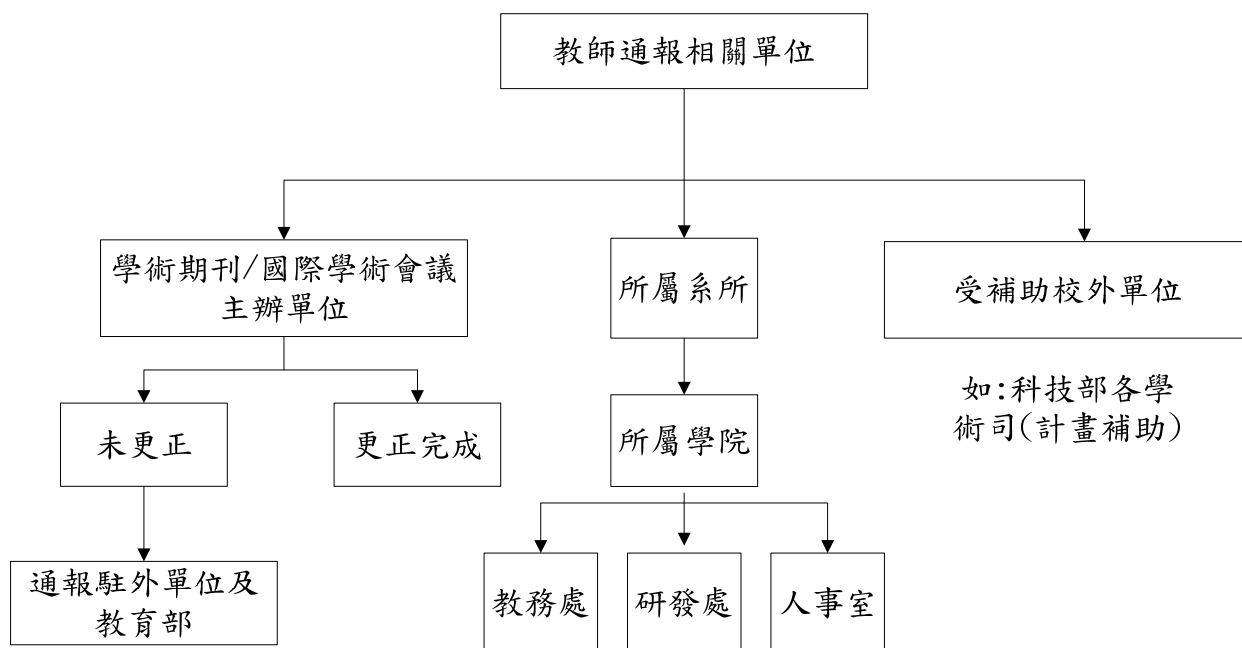 教師通報相關單位
學術期刊/國際學術會議
主辦單位
所屬系所
受補助校外單位
如:科技部各學
術司(計畫補助)
未更正
更正完成
所屬學院
通報駐外單位及
教育部
教務處
研發處
人事室